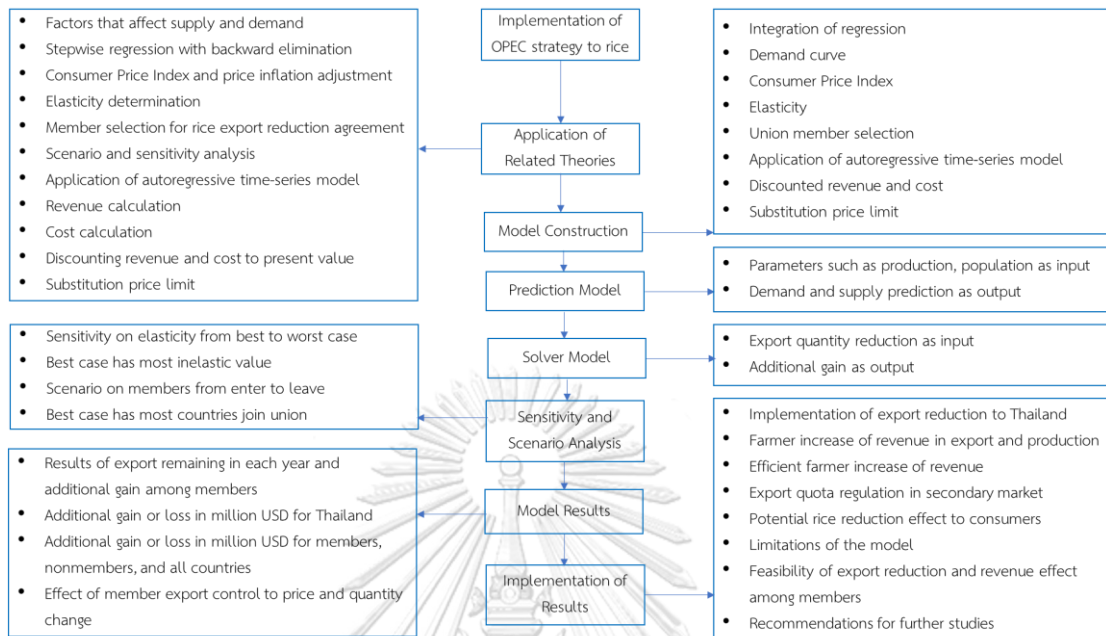 • Factors that affect supply and demand
• Stepwise regression with backward elimination
• Consumer Price Index and price inflation adjustment
• Elasticity determination
• Member selection for rice export reduction agreement
• Scenario and sensitivity analysis
• Application of autoregressive time-series model
• Revenue calculation
• Cost calculation
• Discounting revenue and cost to present value
• Substitution price limit
• Sensitivity on elasticity from best to worst case
• Best case has most inelastic value
• Scenario on members from enter to leave
• Best case has most countries join union
• Results of export remaining in each year and
additional gain among members
• Additional gain or loss in million USD for Thailand
• Additional gain or loss in million USD for members,
nonmembers, and all countries
• Effect of member export control to price and quantity
change
Implementation of
OPEC strategy to rice
Application of
Related Theories
Model Construction
Prediction Model
Solver Model
Sensitivity and
Scenario Analysis
Model Results
Implementation of
Results
• Integration of regression
• Demand curve
• Consumer Price Index
• Elasticity
• Union member selection
• Application of autoregressive time-series model
• Discounted revenue and cost
• Substitution price limit
• Parameters such as production, population as input
• Demand and supply prediction as output
• Export quantity reduction as input
• Additional gain as output
• Implementation of export reduction to Thailand
• Farmer increase of revenue in export and production
• Efficient farmer increase of revenue
• Export quota regulation in secondary market
• Potential rice reduction effect to consumers
• Limitations of the model
• Feasibility of export reduction and revenue effect
among members
• Recommendations for further studies